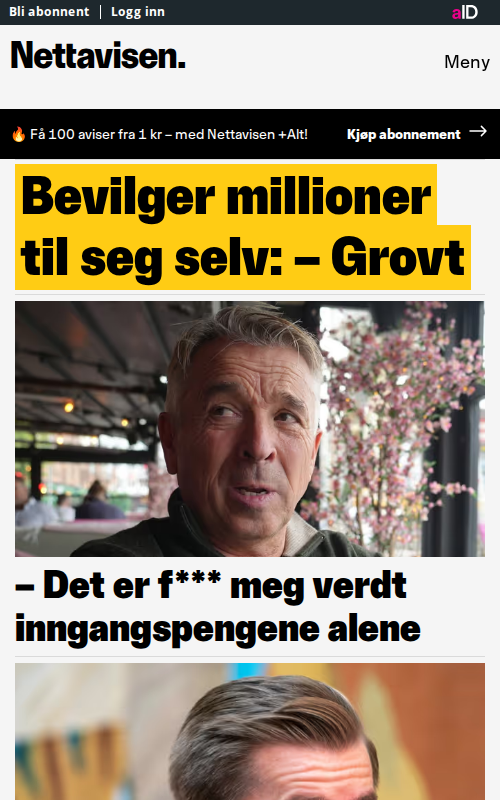 Bli abonnent | Logg inn
aID
Nettavisen.
Meny
🔥 Få 100 aviser fra 1 kr – med Nettavisen +Alt!
Kjøp abonnement →
Bevilger millioner
til seg selv: – Grovt
– Det er f*** meg verdt
inngangspengene alene